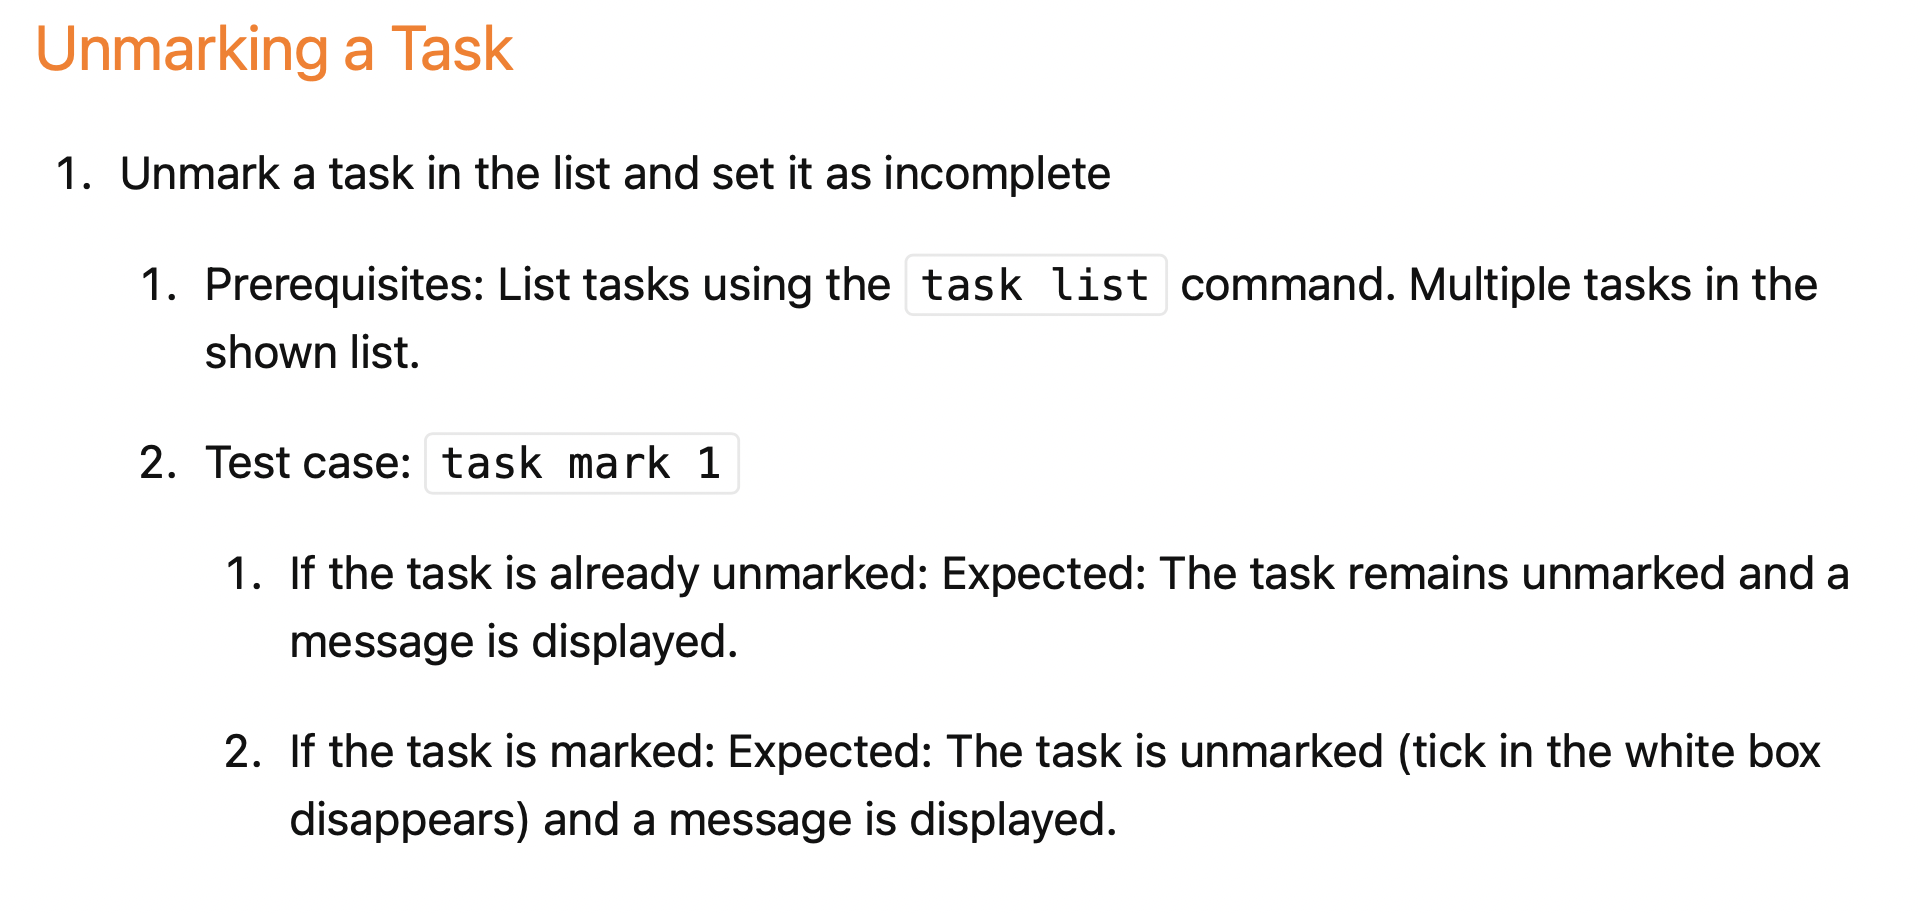 Unmarking a Task
1. Unmark a task in the list and set it as incomplete
1. Prerequisites: List tasks using the task list command. Multiple tasks in the
shown list.
2. Test case: task mark 1
1. If the task is already unmarked: Expected: The task remains unmarked and a
message is displayed.
2. If the task is marked: Expected: The task is unmarked (tick in the white box
disappears) and a message is displayed.